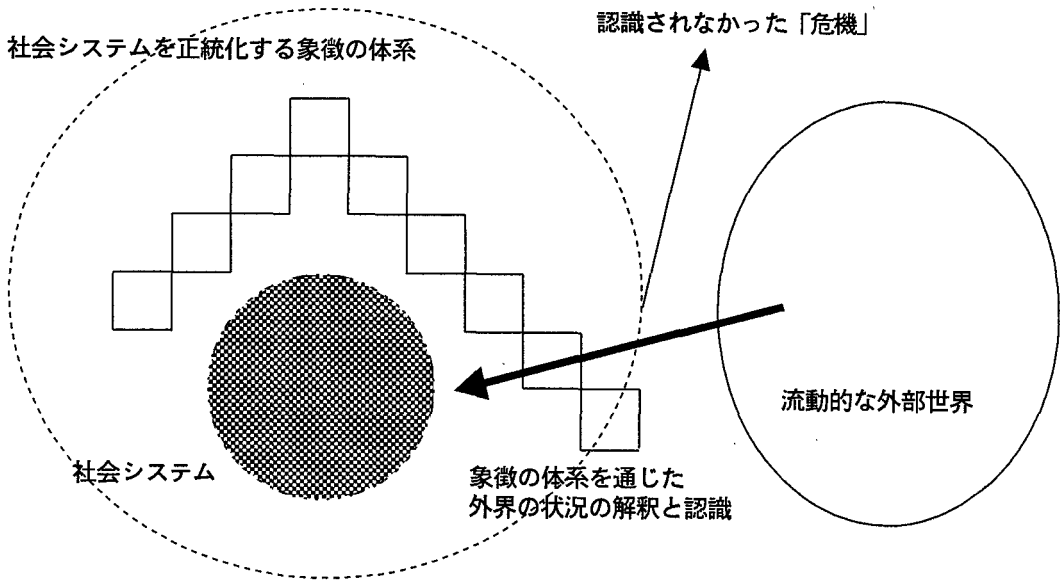 認識されなかった「危機」
社会システムを正統化する象徴の体系
流動的な外部世界
社会システム
象徴の体系を通じた
外界の状況の解釈と認識